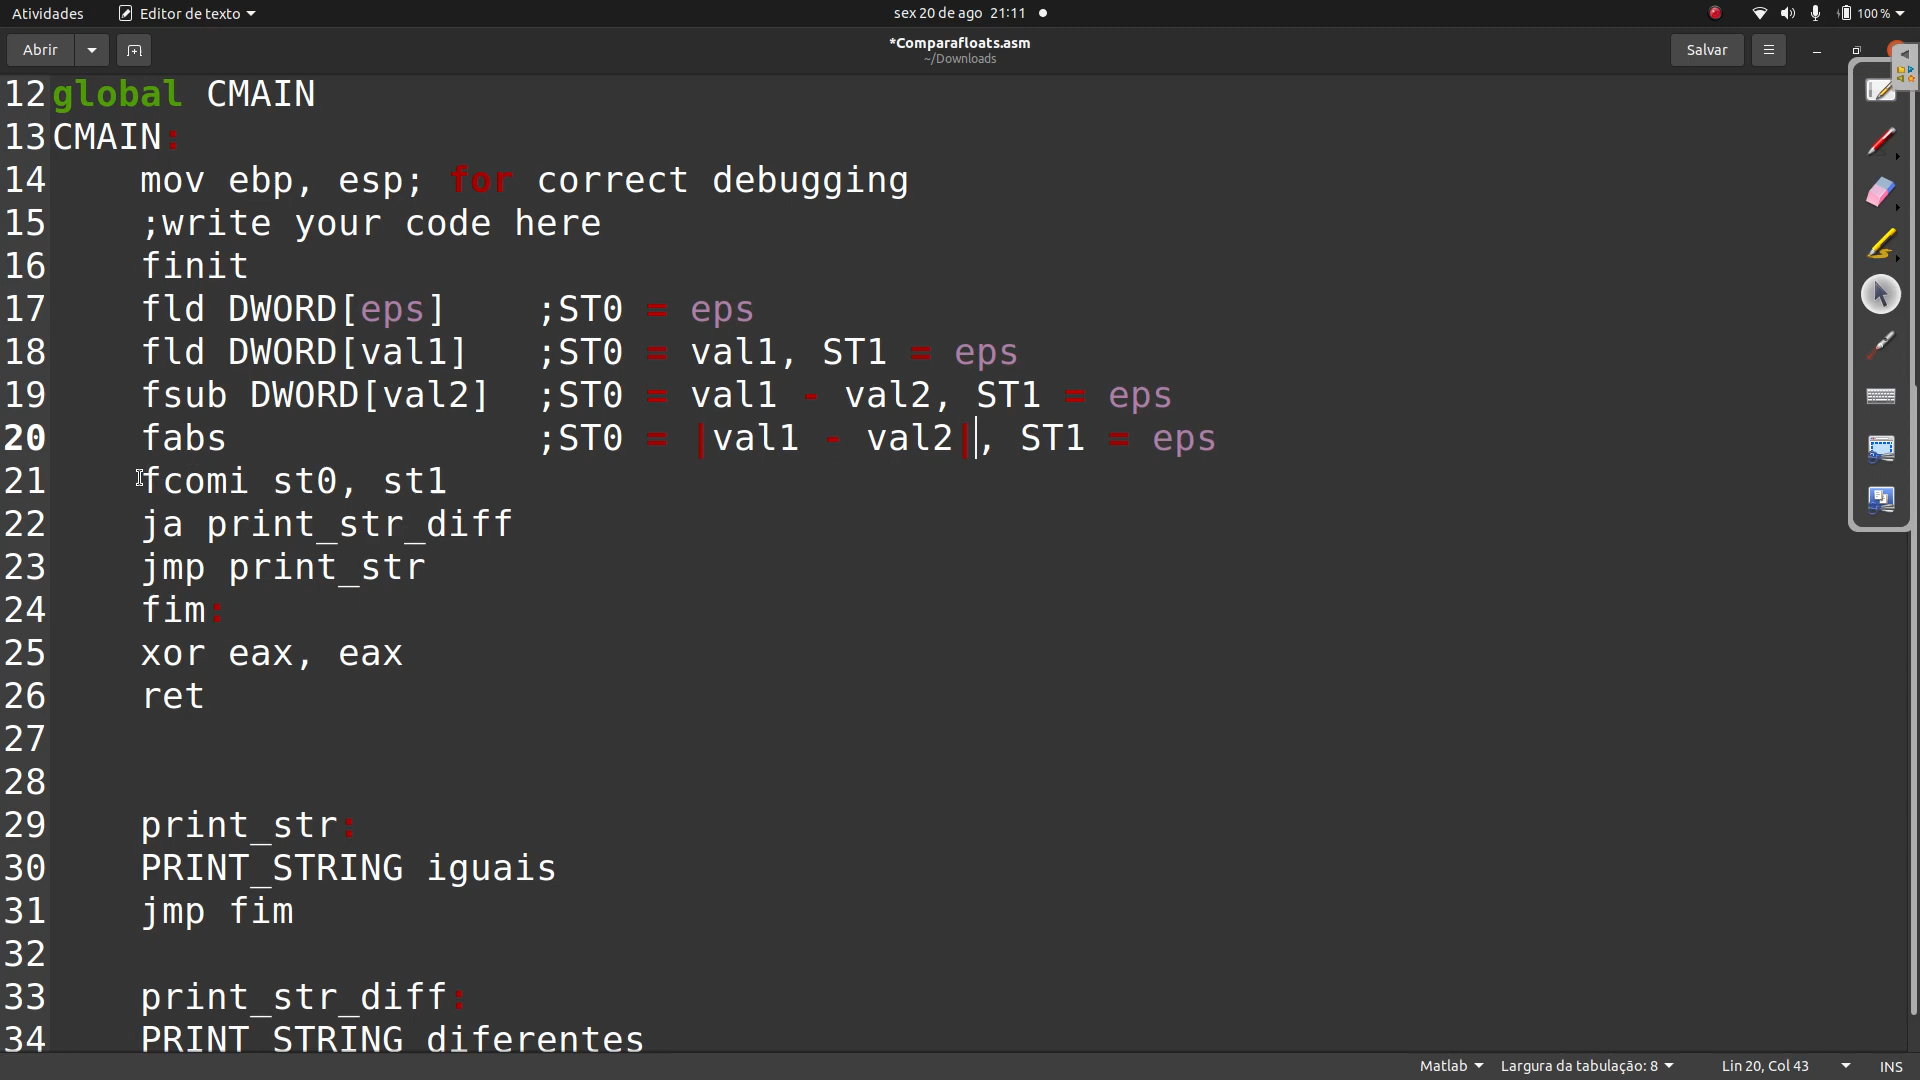 Atividades Editor de texto sex 20 de ago 21:11 100 %
Abrir *Comparafloats.asm Salvar
~/Downloads
12 global CMAIN
13 CMAIN:
14 mov ebp, esp; for correct debugging
15 ;write your code here
16 finit
17 fld DWORD[eps] ;ST0 = eps
18 fld DWORD[val1] ;ST0 = val1, ST1 = eps
19 fsub DWORD[val2] ;ST0 = val1 - val2, ST1 = eps
20 fabs ;ST0 = |val1 - val2|, ST1 = eps
21 fcomi st0, st1
22 ja print_str_diff
23 jmp print_str
24 fim:
25 xor eax, eax
26 ret
27
28
29 print_str:
30 PRINT_STRING iguais
31 jmp fim
32
33 print_str_diff:
34 PRINT_STRING diferentes
Matlab Largura da tabulação: 8 Lin 20, Col 43 INS